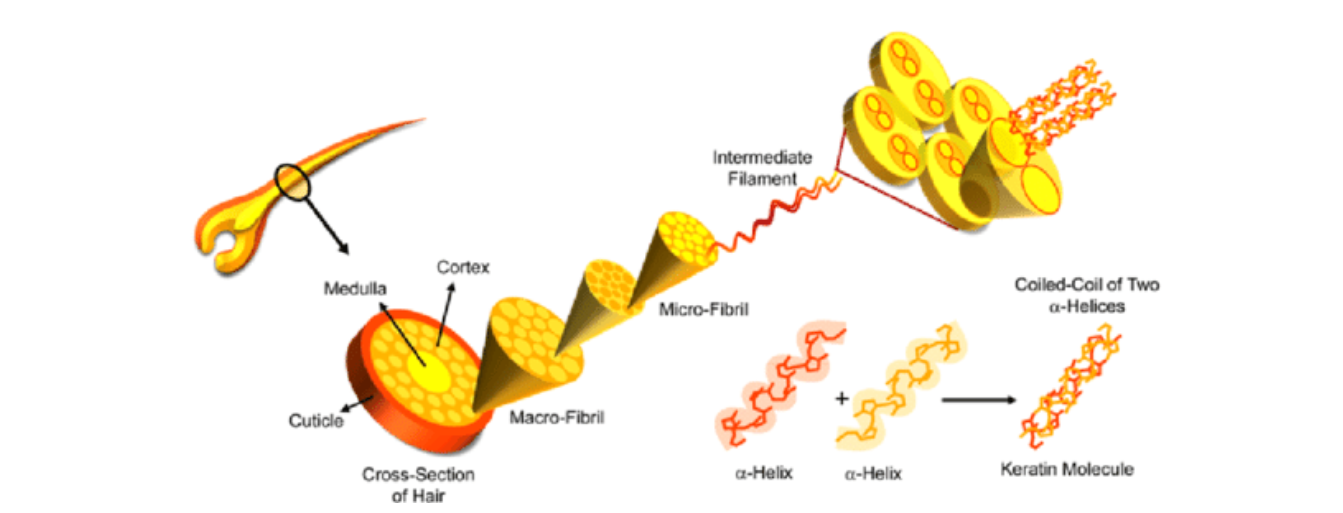 Intermediate
Filament
Cortex
Medulla
Micro-Fibril
Coiled-Coil of Two
α-Helices
+
Cuticle
Macro-Fibril
Cross-Section
of Hair
α-Helix
α-Helix
Keratin Molecule